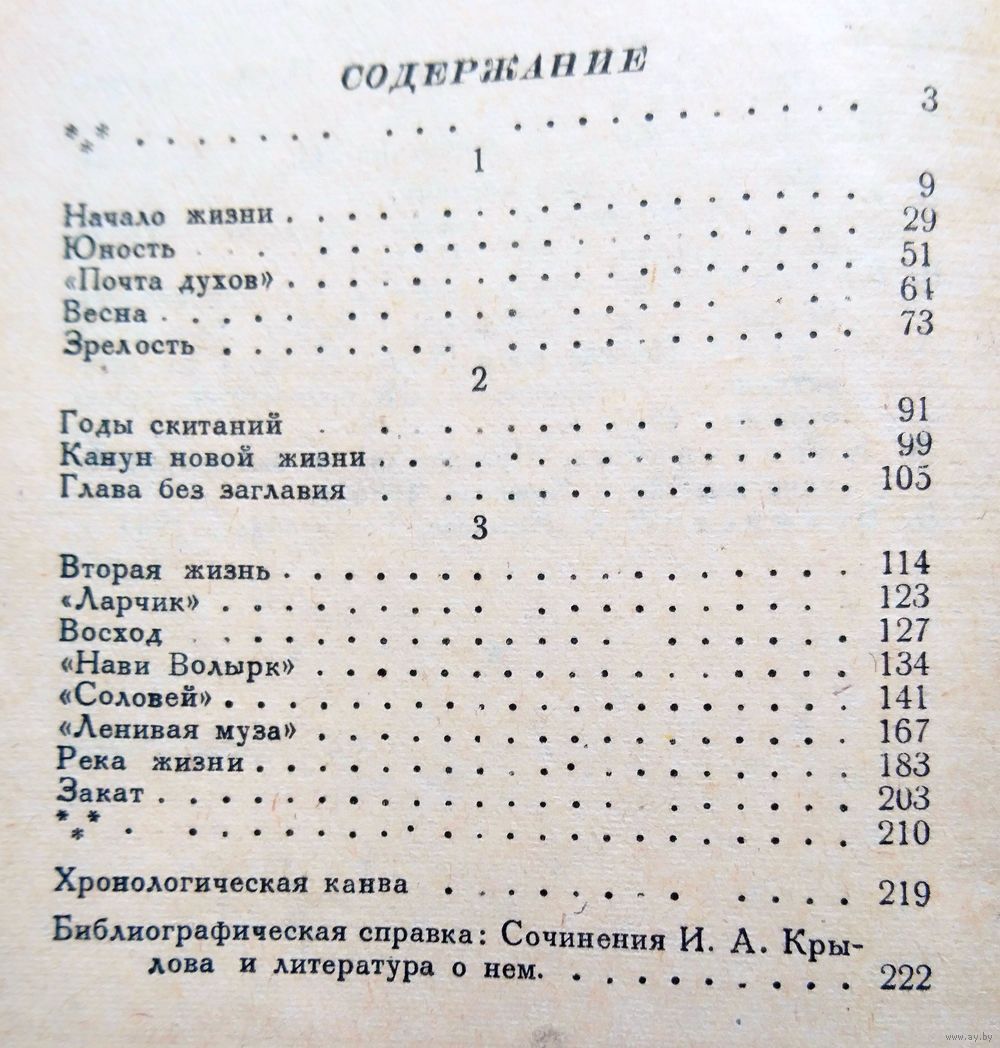 СОДЕРЖАНИЕ
*** . . . . . . . . . . . . . . . . . . . . 3
1
Начало жизни . . . . . . . . . . . . . . . . . 9
Юность . . . . . . . . . . . . . . . . . . 29
«Почта духов» . . . . . . . . . . . . . . . . . . 51
Весна . . . . . . . . . . . . . . . . . . 64
Зрелость . . . . . . . . . . . . . . . . . . . 73
2
Годы скитаний . . . . . . . . . . . . . . 91
Канун новой жизни . . . . . . . . . . . . . . . 99
Глава без заглавия . . . . . . . . . . . . . . 105
3
Вторая жизнь . . . . . . . . . . . . . . . . . . . 114
«Ларчик» . . . . . . . . . . . . . . . . . . 123
Восход . . . . . . . . . . . . . . . . . . . 127
«Нави Волырк» . . . . . . . . . . . . . . . . . . 134
«Соловей» . . . . . . . . . . . . . . . . . . . . . 141
«Ленивая муза» . . . . . . . . . . . . . . . . . . 167
Река жизни . . . . . . . . . . . . . . . . . . . . 183
Закат . . . . . . . . . . . . . . . . . . . . . . 203
*** . . . . . . . . . . . . . . . . . . . . . . 210
Хронологическая канва . . . . . . . . . . . . 219
Библиографическая справка: Сочинения И. А. Кры-
лова и литература о нем. . . . . . . . . . 222
www.ay.by